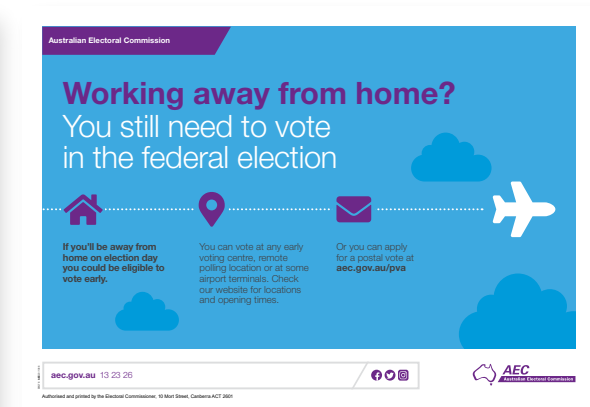 Australian Electoral Commission
Working away from home?
You still need to vote
in the federal election
If you'll be away from
home on election day
you could be eligible to
vote early.
You can vote at any early
voting centre, remote
polling location or at some
airport terminals. Check
our website for locations
and opening times.
Or you can apply
for a postal vote at
aec.gov.au/pva
aec.gov.au 13 23 26
AEC
Australian Electoral Commission
Authorised and printed by the Electoral Commissioner, 10 Mort Street, Canberra ACT 2601